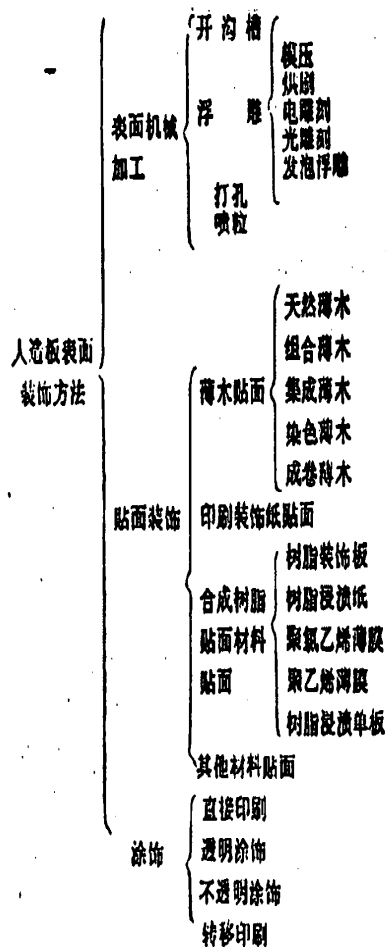 人造板表面
装饰方法
表面机械
加工
开沟槽
浮 雕
模压
烘刷
电雕刻
光雕刻
发泡浮雕
打孔
喷粒
贴面装饰
薄木贴面
天然薄木
组合薄木
集成薄木
染色薄木
成卷薄木
印刷装饰纸贴面
合成树脂
贴面材料
贴面
树脂装饰板
树脂浸渍纸
聚氯乙烯薄膜
聚乙烯薄膜
树脂浸渍单板
其他材料贴面
涂饰
直接印刷
透明涂饰
不透明涂饰
转移印刷